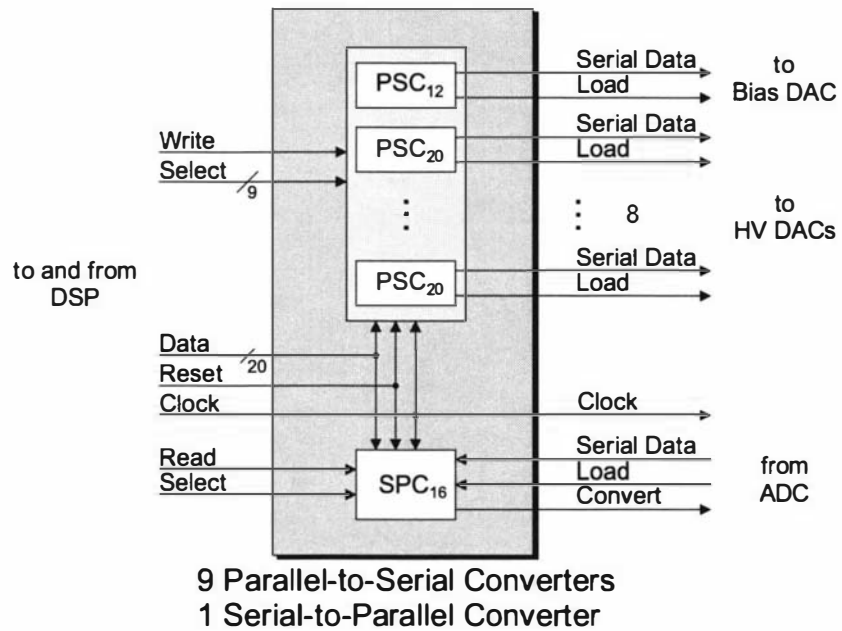 Serial Data
to
PSC12
Load
Bias DAC
Write
Serial Data
PSC20
Load
Select
9
8
to
HV DACs
to and from
DSP
Serial Data
PSC20
Load
Data
20
Reset
Clock
Clock
Serial Data
Read
from
Load
ADC
Select
SPC16
Convert
9 Parallel-to-Serial Converters
1 Serial-to-Parallel Converter